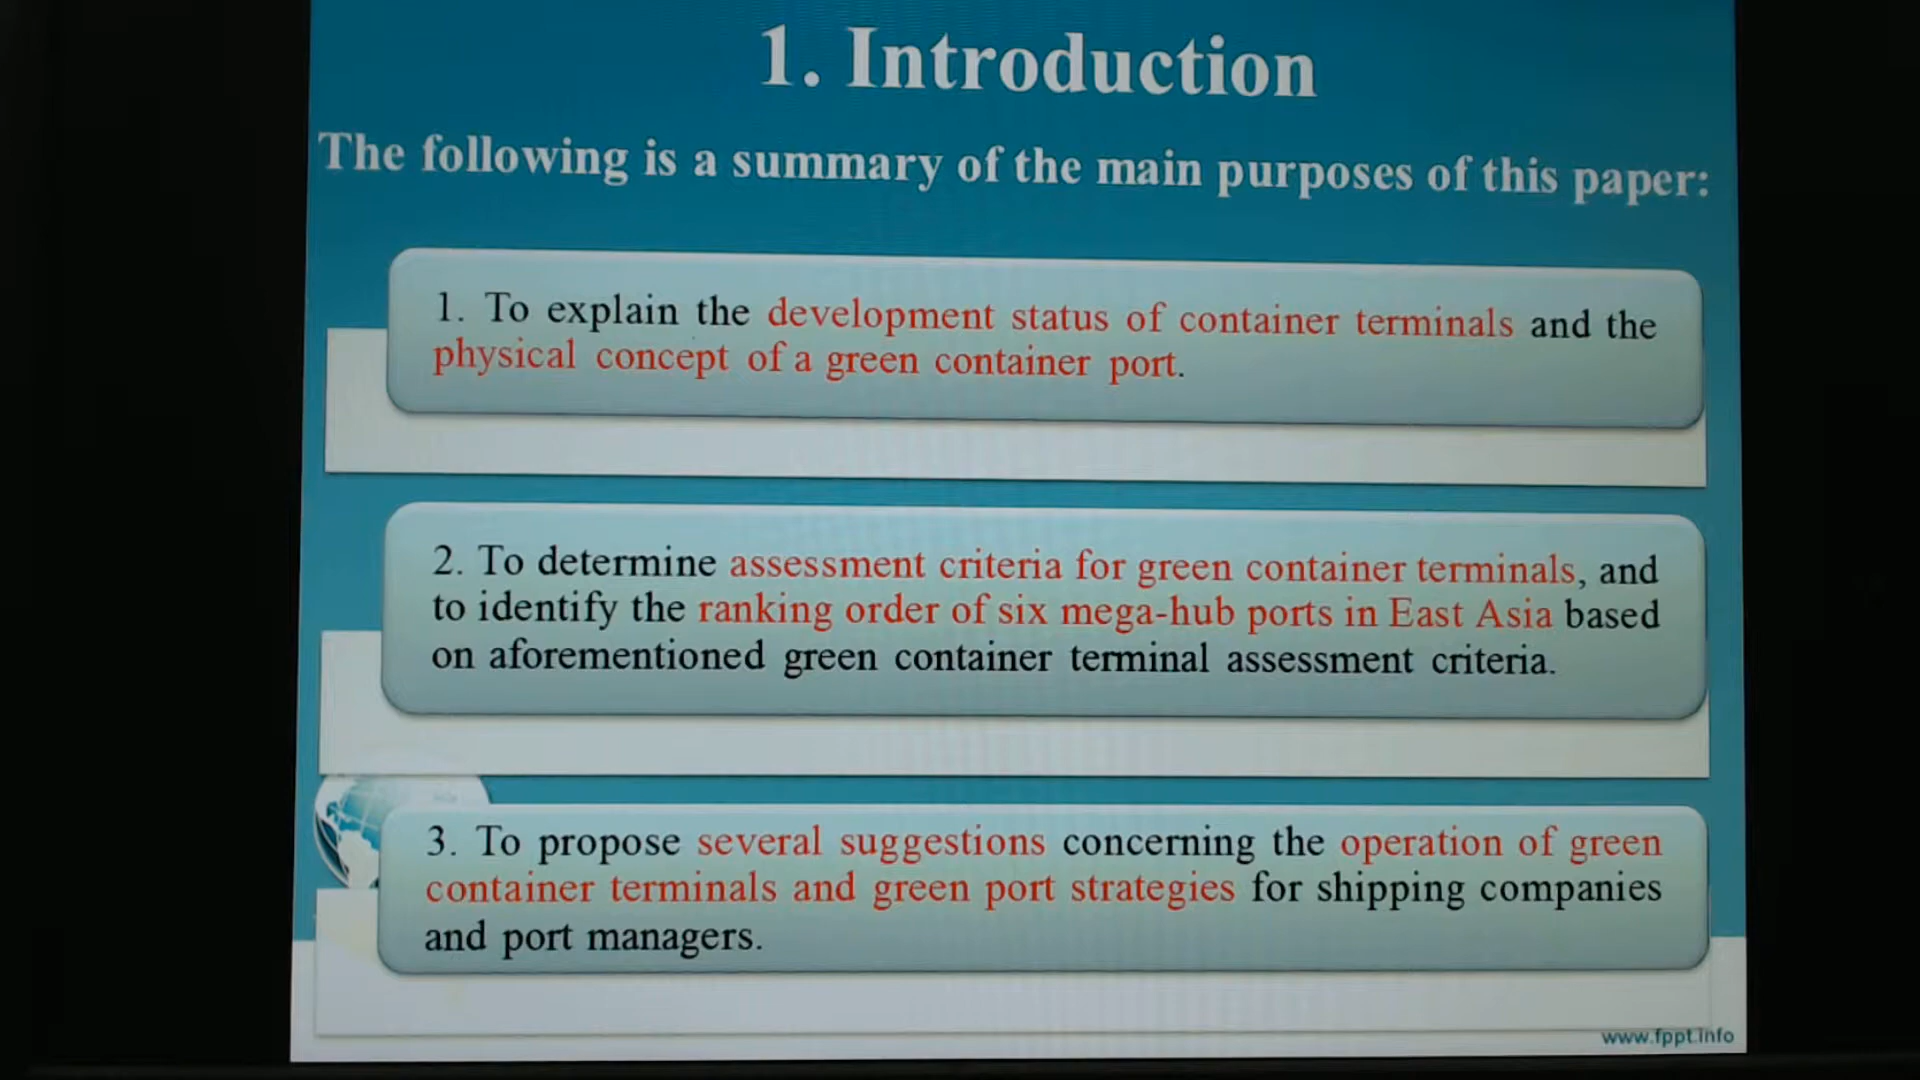 1. Introduction
The following is a summary of the main purposes of this paper:
1. To explain the development status of container terminals and the
physical concept of a green container port.
2. To determine assessment criteria for green container terminals, and
to identify the ranking order of six mega-hub ports in East Asia based
on aforementioned green container terminal assessment criteria.
3. To propose several suggestions concerning the operation of green
container terminals and green port strategies for shipping companies
and port managers.
www.fppt.info